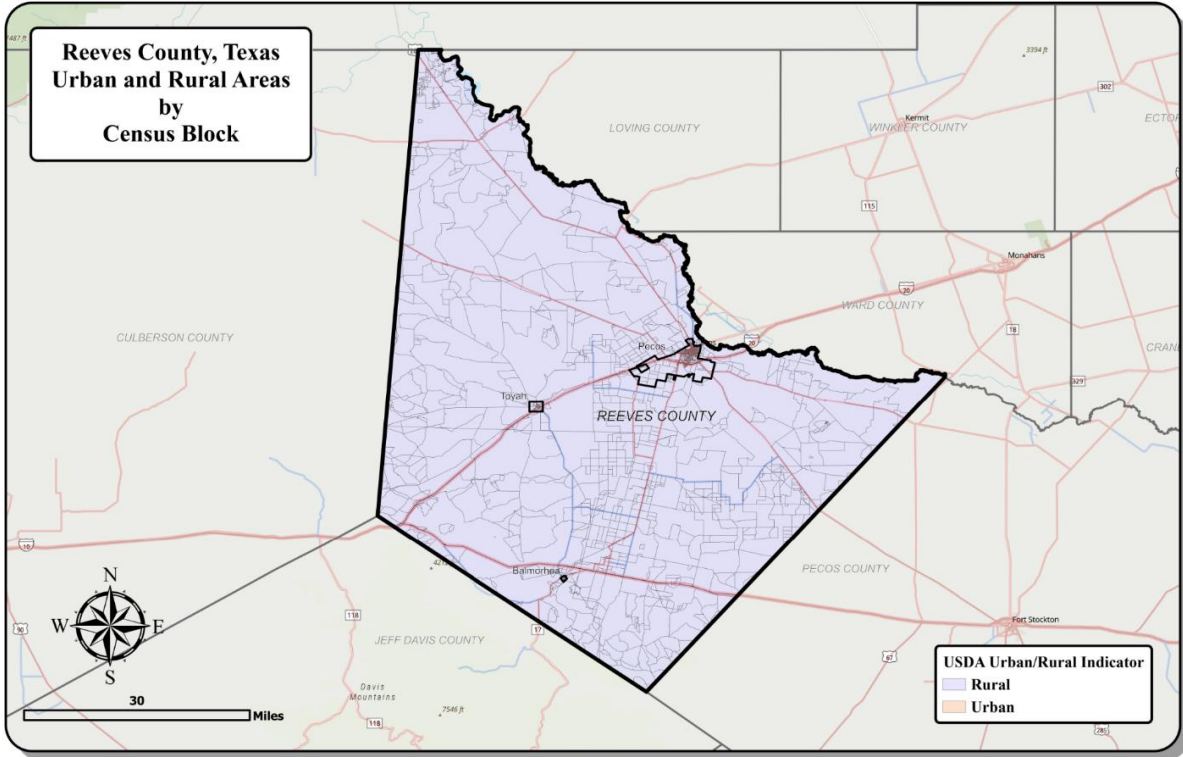 Reeves County, Texas
Urban and Rural Areas
by
Census Block
3394 ft
302
LOVING COUNTY
Kermit
WINKLER COUNTY
ECTOR
115
Monahans
20
WARD COUNTY
CULBERSON COUNTY
18
Pecos
20
CRANE
329
Toyah
REEVES COUNTY
10
Balmorhea
PECOS COUNTY
N
W E
S
118
17
JEFF DAVIS COUNTY
Fort Stockton
67
USDA Urban/Rural Indicator
Rural
Urban
Davis
Mountains
7546 ft
30
Miles
118
285
90